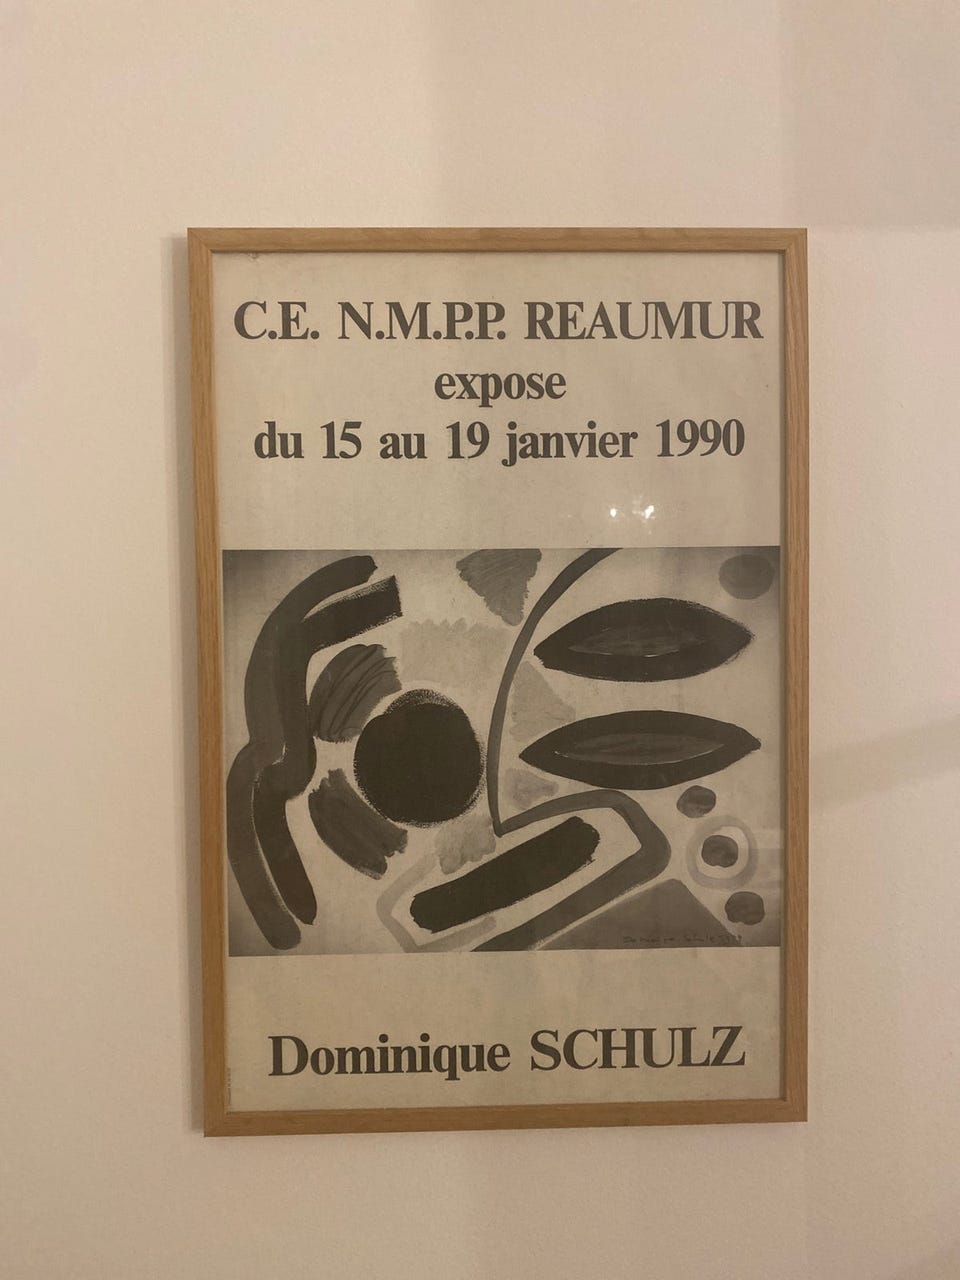 C.E. N.M.P.P. REAUMUR
expose
du 15 au 19 janvier 1990
Dominique SCHULZ